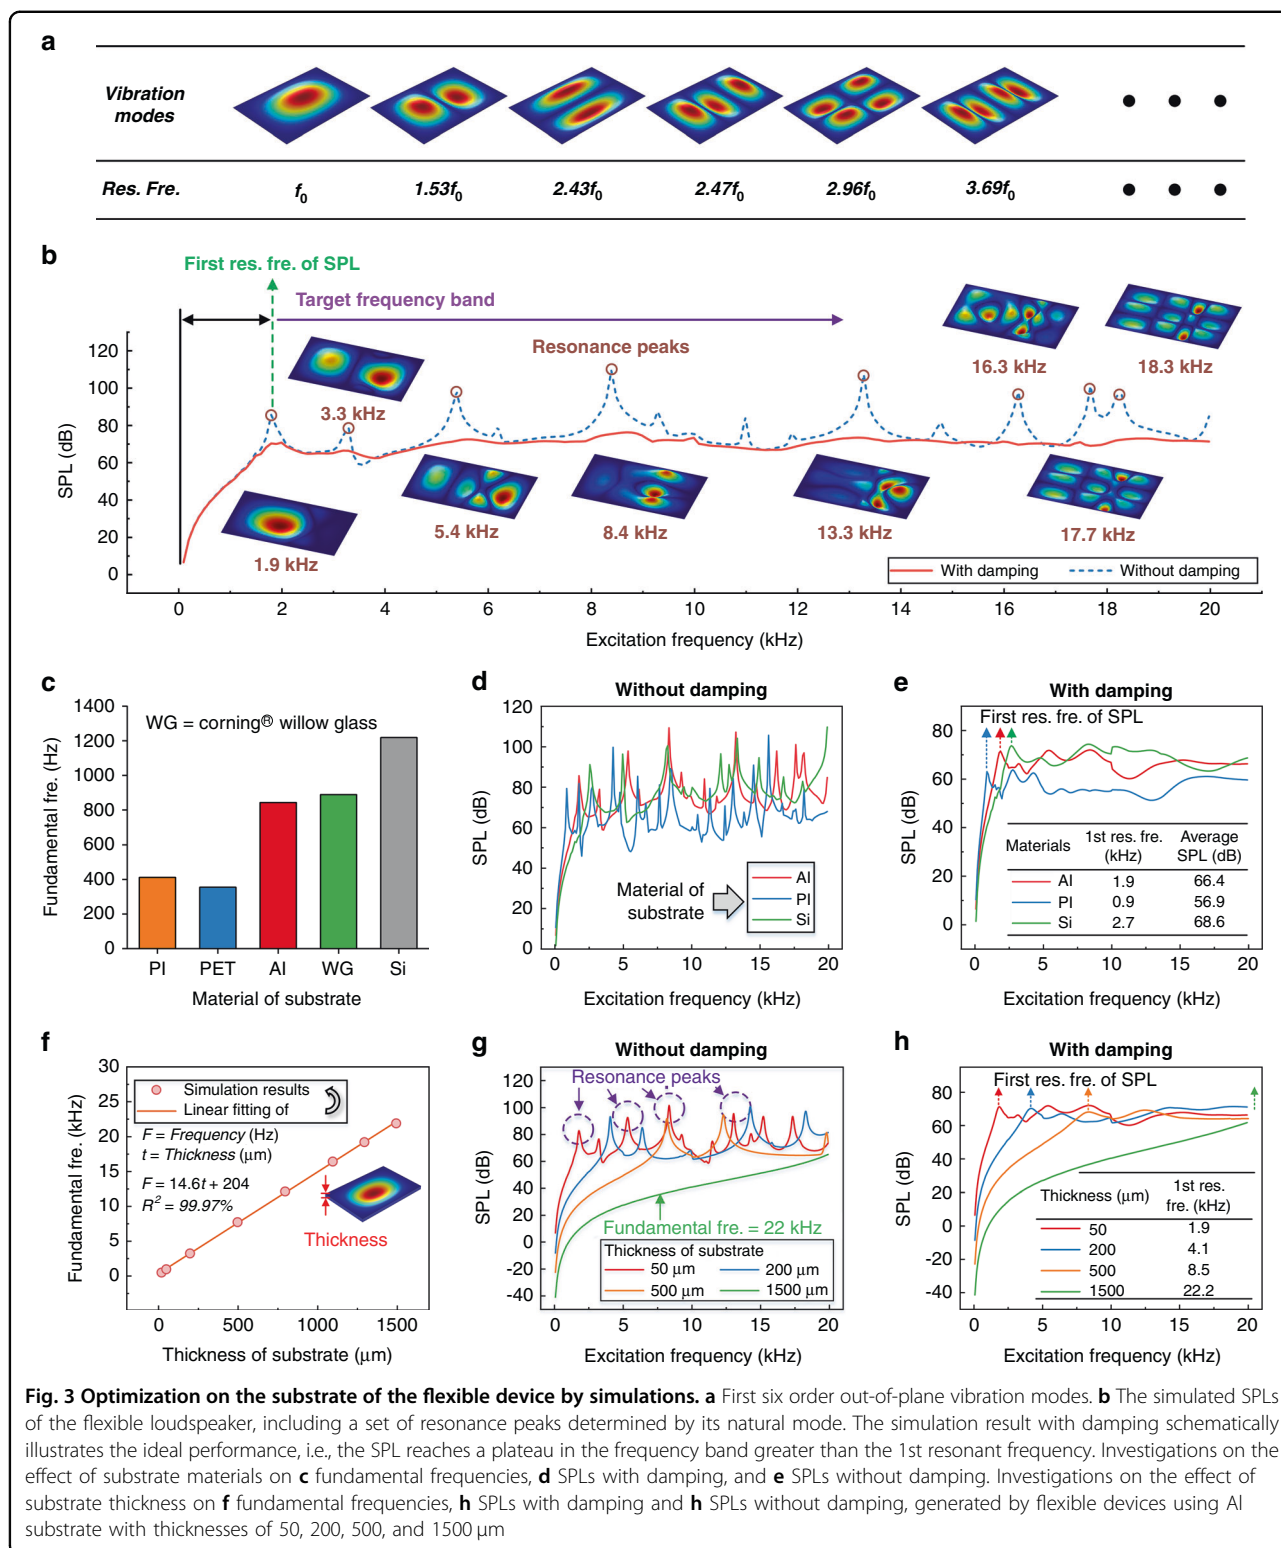 a
Vibration
modes
Res. Fre.
f0
1.53f0
2.43f0
2.47f0
2.96f0
3.69f0
b
First res. fre. of SPL
Target frequency band
Resonance peaks
3.3 kHz
16.3 kHz
18.3 kHz
1.9 kHz
5.4 kHz
8.4 kHz
13.3 kHz
17.7 kHz
SPL (dB)
120
100
80
60
40
20
0
With damping
Without damping
0 2 4 6 8 10 12 14 16 18 20
Excitation frequency (kHz)
c
WG = corning® willow glass
Fundamental fre. (Hz)
1400
1200
1000
800
600
400
200
0
PI PET Al WG Si
Material of substrate
d
Without damping
SPL (dB)
120
100
80
60
40
20
0
Material of
substrate
Al
PI
Si
0 5 10 15 20
Excitation frequency (kHz)
e
With damping
First res. fre. of SPL
SPL (dB)
80
60
40
20
0
Materials 1st res. fre. (kHz) Average SPL (dB)
Al 1.9 66.4
PI 0.9 56.9
Si 2.7 68.6
0 5 10 15 20
Excitation frequency (kHz)
f
Fundamental fre. (kHz)
30
25
20
15
10
5
0
Simulation results
Linear fitting of
F = Frequency (Hz)
t = Thickness (μm)
F = 14.6t + 204
R² = 99.97%
Thickness
0 500 1000 1500
Thickness of substrate (μm)
g
Without damping
Resonance peaks
SPL (dB)
120
100
80
60
40
20
0
-20
-40
Fundamental fre. = 22 kHz
Thickness of substrate
50 μm
200 μm
500 μm
1500 μm
0 5 10 15 20
Excitation frequency (kHz)
h
With damping
First res. fre. of SPL
SPL (dB)
100
80
60
40
20
0
-20
-40
Thickness (μm) 1st res. fre. (kHz)
50 1.9
200 4.1
500 8.5
1500 22.2
0 5 10 15 20
Excitation frequency (kHz)
Fig. 3 Optimization on the substrate of the flexible device by simulations. a First six order out-of-plane vibration modes. b The simulated SPLs
of the flexible loudspeaker, including a set of resonance peaks determined by its natural mode. The simulation result with damping schematically
illustrates the ideal performance, i.e., the SPL reaches a plateau in the frequency band greater than the 1st resonant frequency. Investigations on the
effect of substrate materials on c fundamental frequencies, d SPLs with damping, and e SPLs without damping. Investigations on the effect of
substrate thickness on f fundamental frequencies, h SPLs with damping and h SPLs without damping, generated by flexible devices using Al
substrate with thicknesses of 50, 200, 500, and 1500 μm